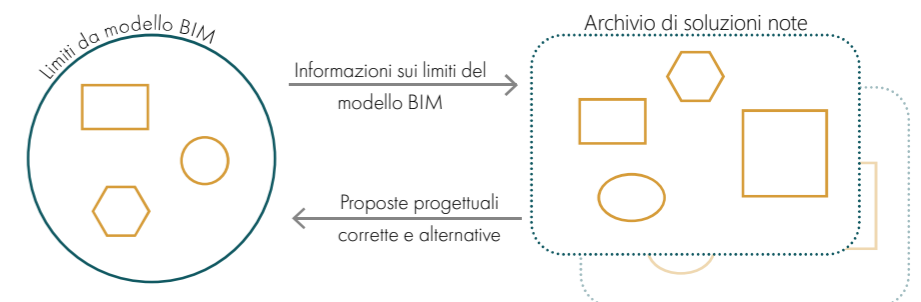 Limiti da modello BIM
Informazioni sui limiti del
modello BIM
Proposte progettuali
corrette e alternative
Archivio di soluzioni note